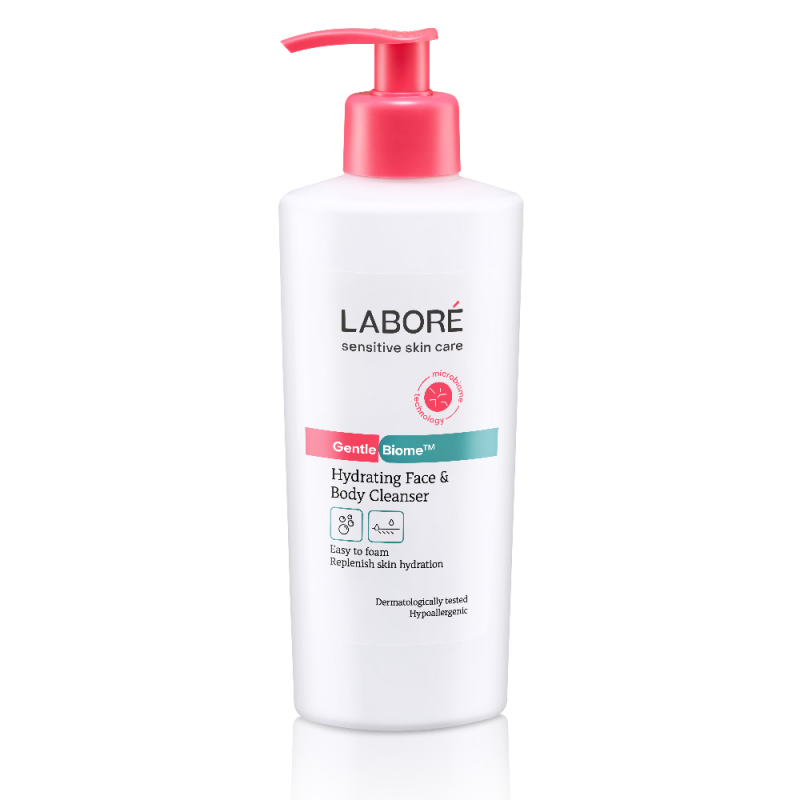 LABORÉ
sensitive skin care
microbiome
technology
Gentle Biome™
Hydrating Face &
Body Cleanser
Easy to foam
Replenish skin hydration
Dermatologically tested
Hypoallergenic